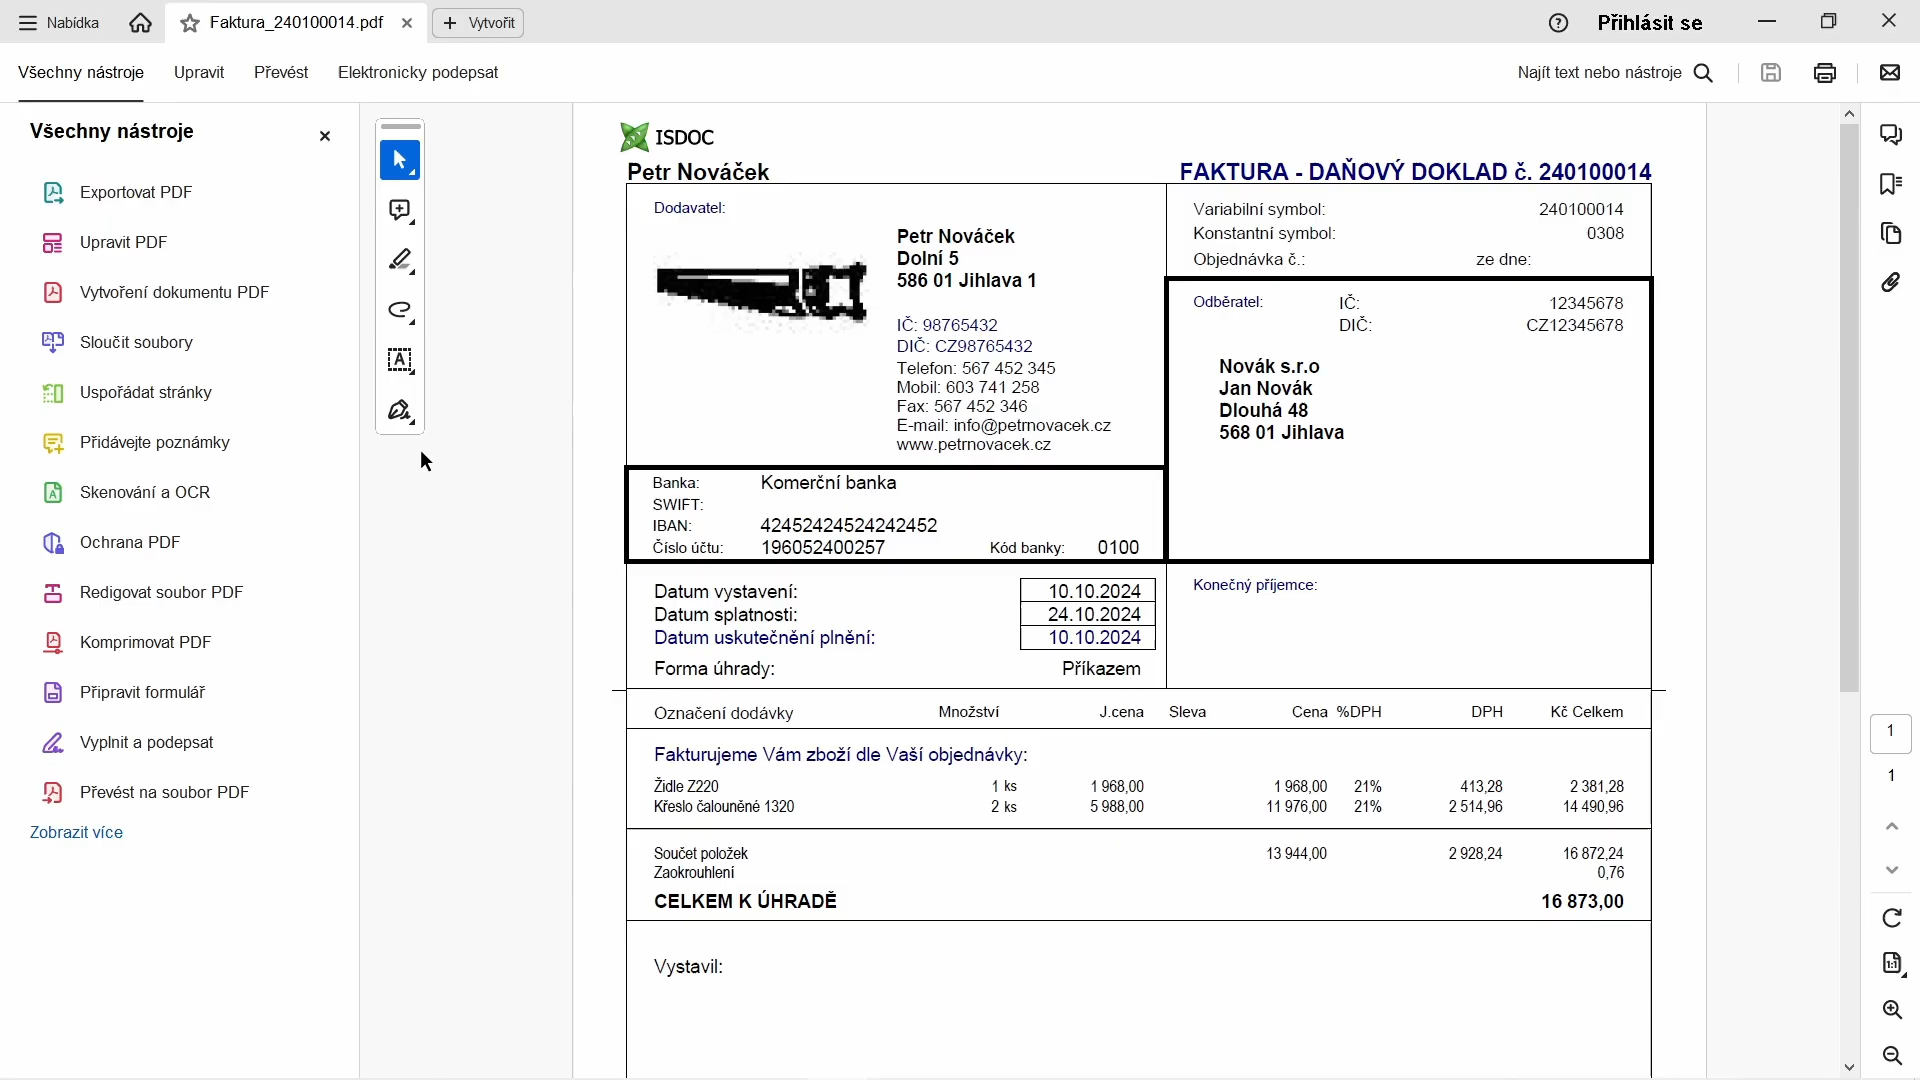 Nabídka
Faktura_240100014.pdf
Vytvořit
Přihlásit se
Všechny nástroje
Upravit
Převést
Elektronicky podepsat
Najít text nebo nástroje
Všechny nástroje
Exportovat PDF
Upravit PDF
Vytvoření dokumentu PDF
Sloučit soubory
Uspořádat stránky
Přidávejte poznámky
Skenování a OCR
Ochrana PDF
Redigovat soubor PDF
Komprimovat PDF
Připravit formulář
Vyplnit a podepsat
Převést na soubor PDF
Zobrazit více
ISDOC
Petr Nováček
FAKTURA - DAŇOVÝ DOKLAD č. 240100014
Dodavatel:
Petr Nováček
Dolní 5
586 01 Jihlava 1
IČ: 98765432
DIČ: CZ98765432
Telefon: 567 452 345
Mobil: 603 741 258
Fax: 567 452 346
E-mail: info@petrnovacek.cz
www.petrnovacek.cz
Variabilní symbol: 240100014
Konstantní symbol: 0308
Objednávka č.: ze dne:
Odběratel: IČ: 12345678
DIČ: CZ12345678
Novák s.r.o
Jan Novák
Dlouhá 48
568 01 Jihlava
Banka: Komerční banka
SWIFT:
IBAN: 42452424524242452
Číslo účtu: 196052400257 Kód banky: 0100
Datum vystavení: 10.10.2024
Datum splatnosti: 24.10.2024
Datum uskutečnění plnění: 10.10.2024
Forma úhrady: Příkazem
Konečný příjemce:
Označení dodávky Množství J.cena Sleva Cena %DPH DPH Kč Celkem
Fakturujeme Vám zboží dle Vaší objednávky:
Židle Z220 1 ks 1 968,00 1 968,00 21% 413,28 2 381,28
Křeslo čalouněné 1320 2 ks 5 988,00 11 976,00 21% 2 514,96 14 490,96
Součet položek 13 944,00 2 928,24 16 872,24
Zaokrouhlení 0,76
CELKEM K ÚHRADĚ 16 873,00
Vystavil:
1
1